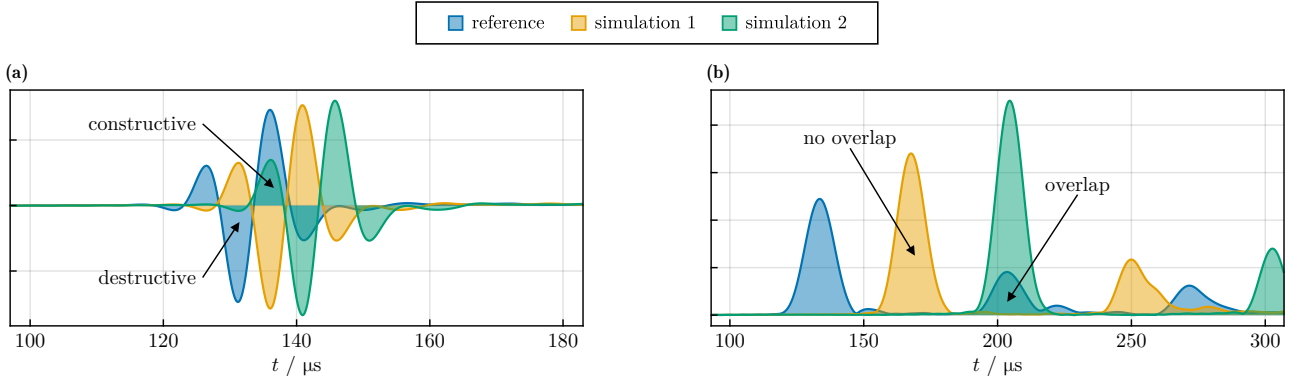 reference simulation 1 simulation 2
(a)
constructive
destructive
100 120 140 160 180
t / μs
(b)
no overlap
overlap
100 150 200 250 300
t / μs